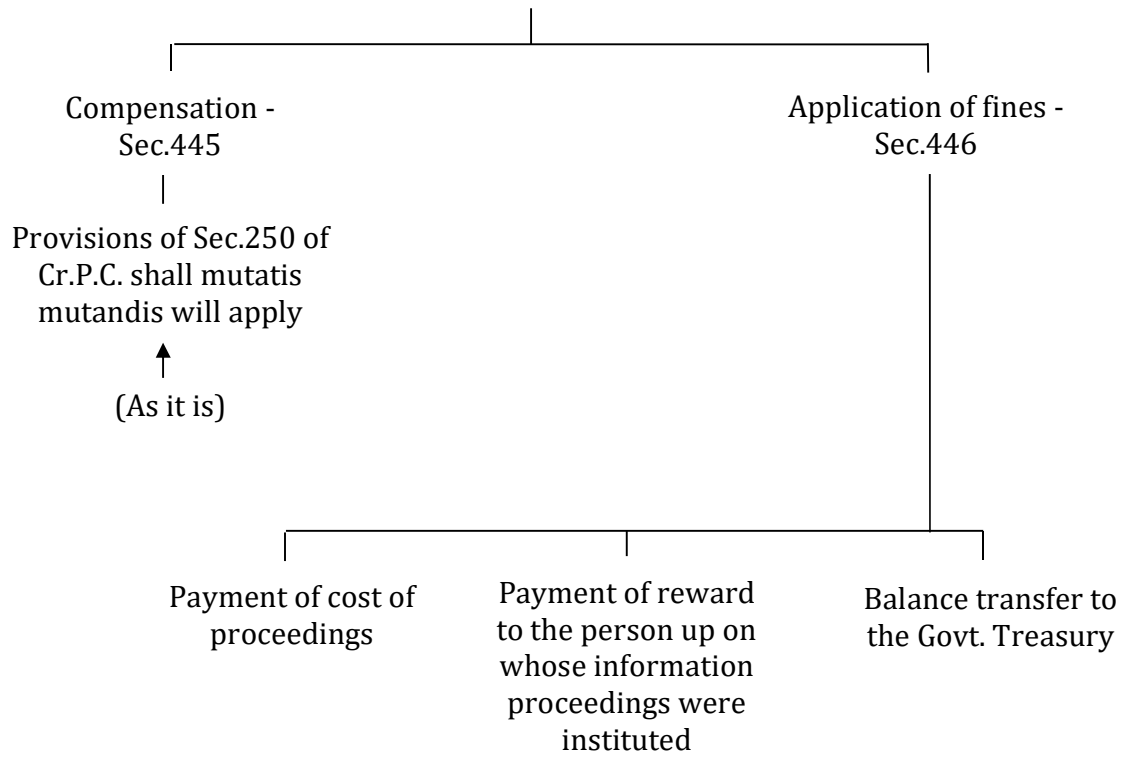 Compensation -
Sec.445
Application of fines -
Sec.446
Provisions of Sec.250 of
Cr.P.C. shall mutatis
mutandis will apply
(As it is)
Payment of cost of
proceedings
Payment of reward
to the person up on
whose information
proceedings were
instituted
Balance transfer to
the Govt. Treasury